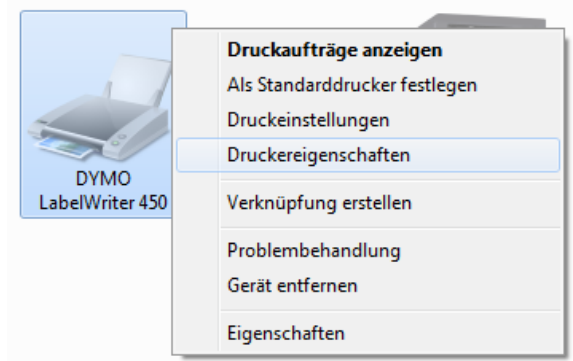 DYMO
LabelWriter 450
Druckaufträge anzeigen
Als Standarddrucker festlegen
Druckeinstellungen
Druckereigenschaften
Verknüpfung erstellen
Problembehandlung
Gerät entfernen
Eigenschaften